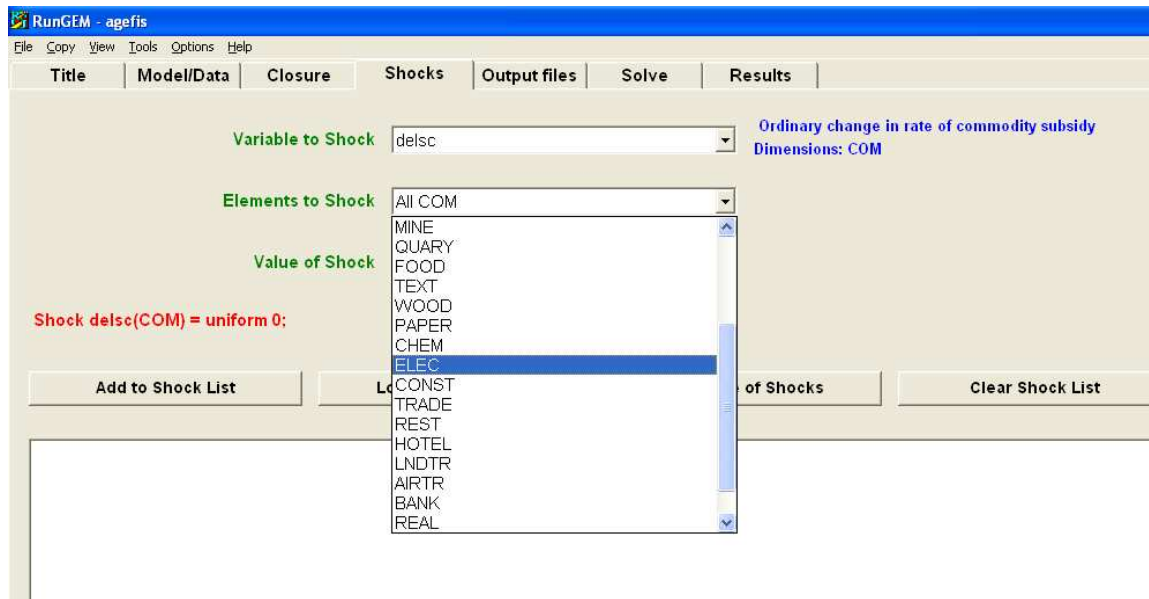 RunGEM - agefis
File Copy View Tools Options Help
Title Model/Data Closure Shocks Output files Solve Results
Variable to Shock delsc Ordinary change in rate of commodity subsidy
Dimensions: COM
Elements to Shock All COM
MINE
QUARY
Value of Shock FOOD
TEXT
WOOD
Shock delsc(COM) = uniform 0; PAPER
CHEM
ELEC
Add to Shock List Lo CONST of Shocks Clear Shock List
TRADE
REST
HOTEL
LNDTR
AIRTR
BANK
REAL